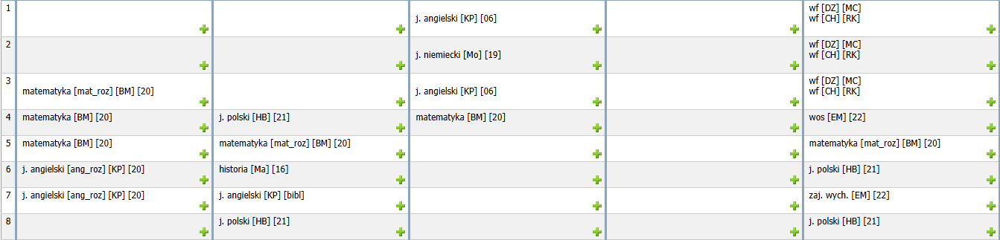 1
j. angielski [KP] [06]
wf [DZ] [MC]
wf [CH] [RK]
2
j. niemiecki [Mo] [19]
wf [DZ] [MC]
wf [CH] [RK]
3
matematyka [mat_roz] [BM] [20]
j. angielski [KP] [06]
wf [DZ] [MC]
wf [CH] [RK]
4
matematyka [BM] [20]
j. polski [HB] [21]
matematyka [BM] [20]
wos [EM] [22]
5
matematyka [BM] [20]
matematyka [mat_roz] [BM] [20]
matematyka [mat_roz] [BM] [20]
6
j. angielski [ang_roz] [KP] [20]
historia [Ma] [16]
j. polski [HB] [21]
7
j. angielski [ang_roz] [KP] [20]
j. angielski [KP] [bibl]
zaj. wych. [EM] [22]
8
j. polski [HB] [21]
j. polski [HB] [21]